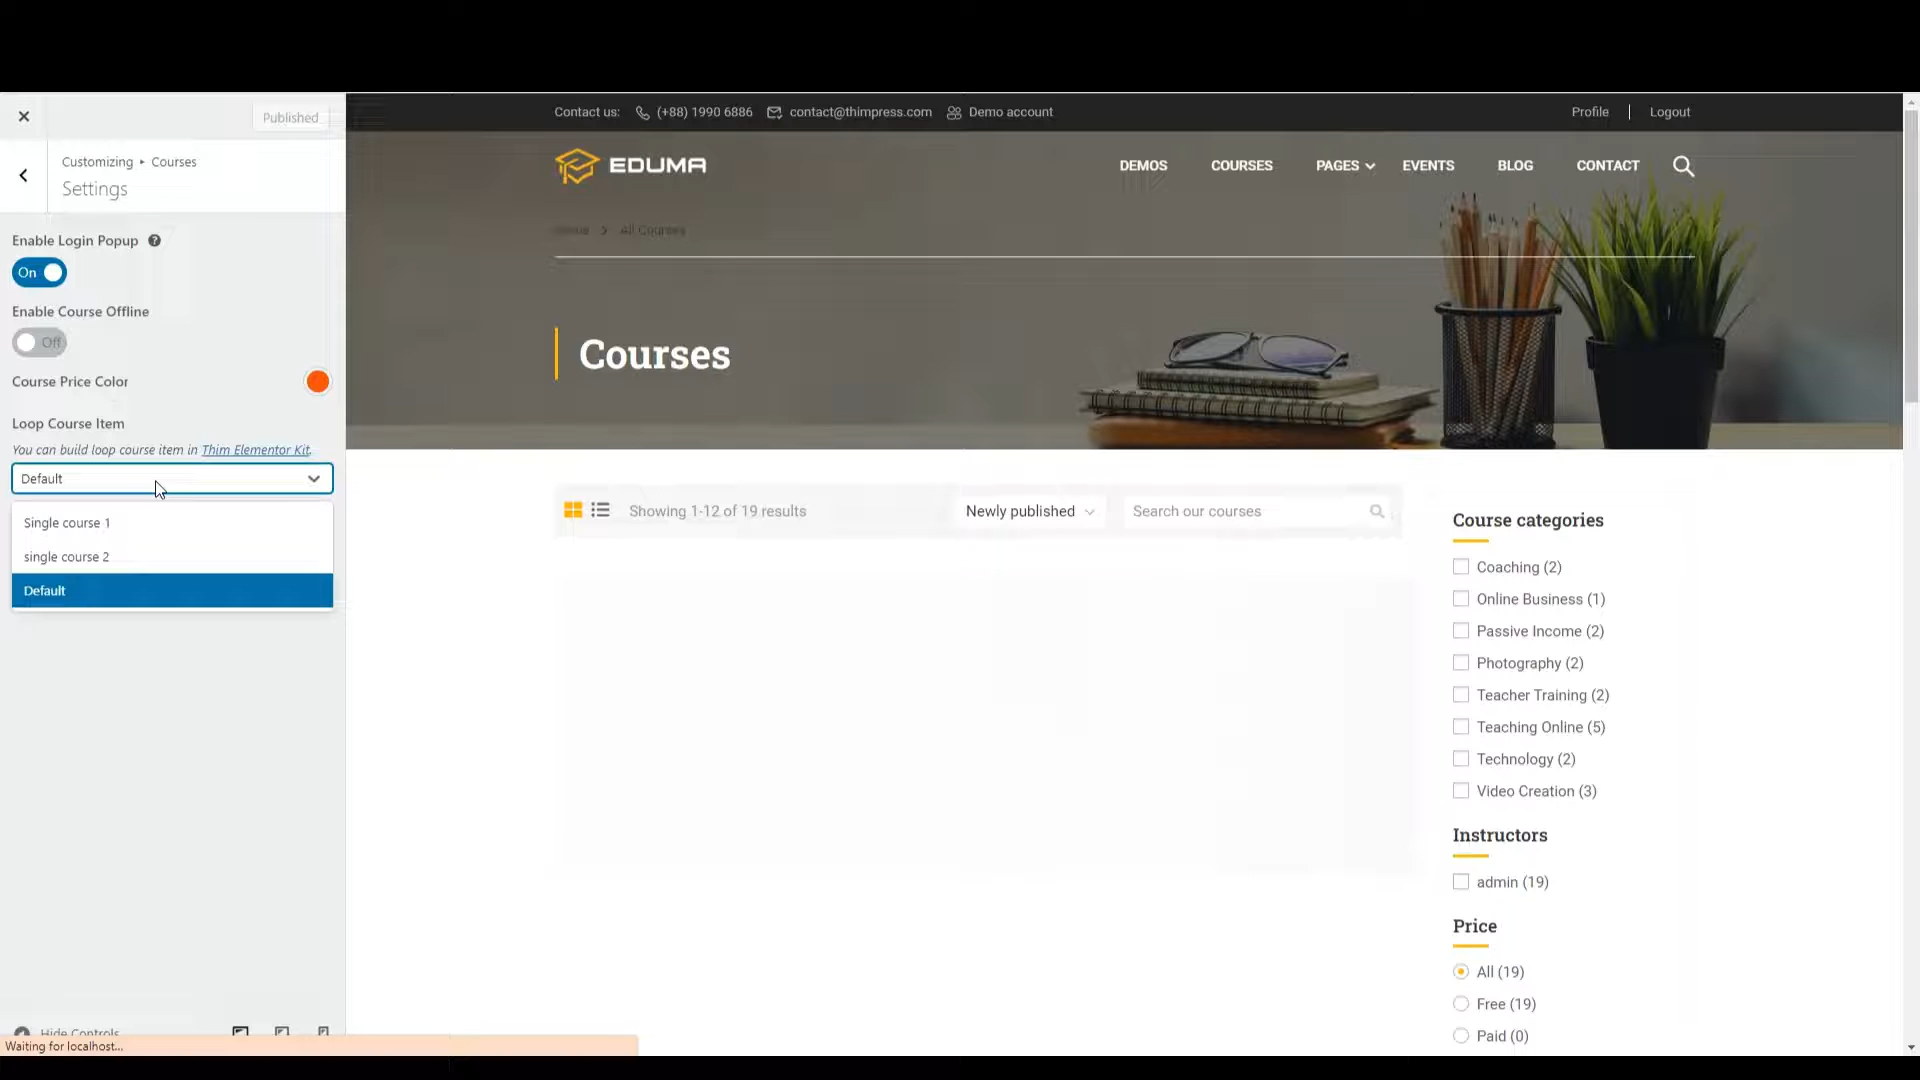 Published
Customizing ▸ Courses
Settings
Enable Login Popup
On
Enable Course Offline
Off
Course Price Color
Loop Course Item
You can build loop course item in Thim Elementor Kit.
Default
Single course 1
single course 2
Default
Hide Controls
Waiting for localhost...
Contact us: (+88) 1990 6886 contact@thimpress.com Demo account Profile | Logout
EDUMA DEMOS COURSES PAGES EVENTS BLOG CONTACT
Home > All Courses
Courses
Showing 1-12 of 19 results Newly published Search our courses
Course categories
Coaching (2)
Online Business (1)
Passive Income (2)
Photography (2)
Teacher Training (2)
Teaching Online (5)
Technology (2)
Video Creation (3)
Instructors
admin (19)
Price
All (19)
Free (19)
Paid (0)